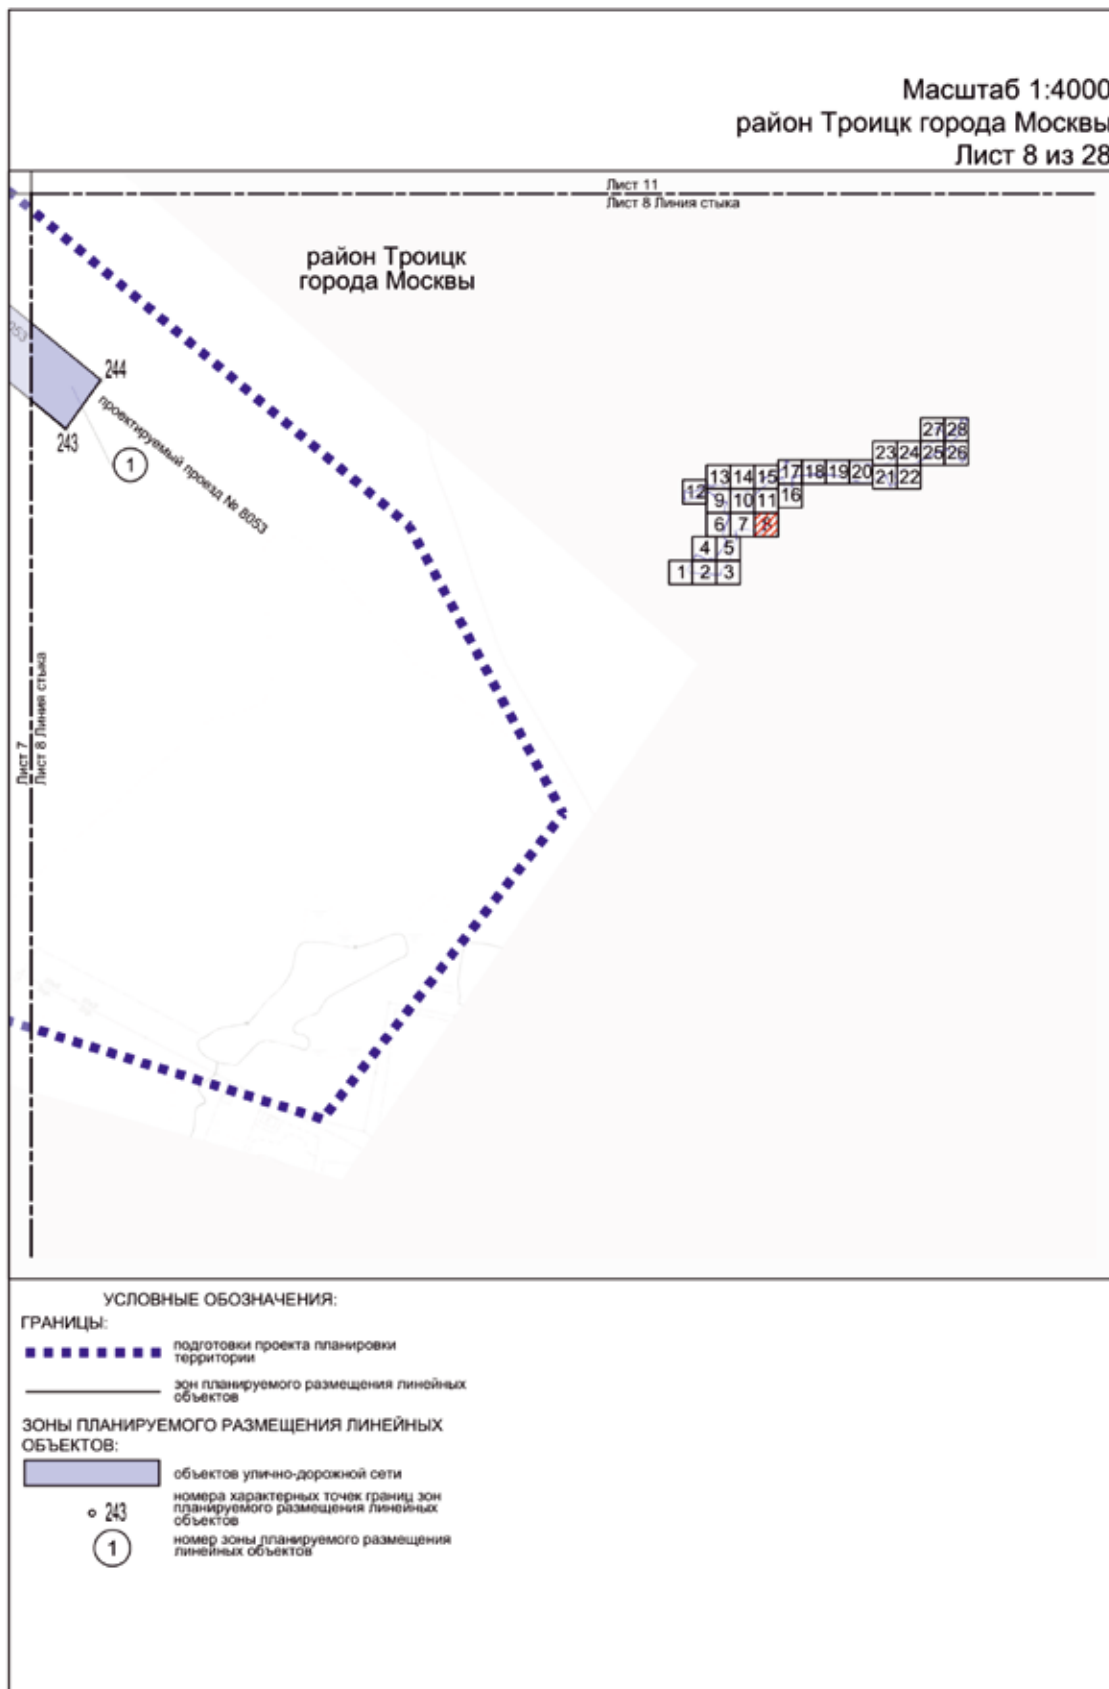 Масштаб 1:4000
район Троицк города Москвы
Лист 8 из 28
Лист 11
Лист 8 Линия стыка
район Троицк
города Москвы
053
244
243
проектируемый проезд № 8053
1
27 28
23 24 25 26
13 14 15 17 18 19 20 21 22
12 9 10 11 16
6 7 8
4 5
1 2 3
Лист 7
Лист 8 Линия стыка
УСЛОВНЫЕ ОБОЗНАЧЕНИЯ:
ГРАНИЦЫ:
подготовки проекта планировки
территории
зон планируемого размещения линейных
объектов
ЗОНЫ ПЛАНИРУЕМОГО РАЗМЕЩЕНИЯ ЛИНЕЙНЫХ
ОБЪЕКТОВ:
объектов улично-дорожной сети
243
номера характерных точек границ зон
планируемого размещения линейных
объектов
1
номер зоны планируемого размещения
линейных объектов